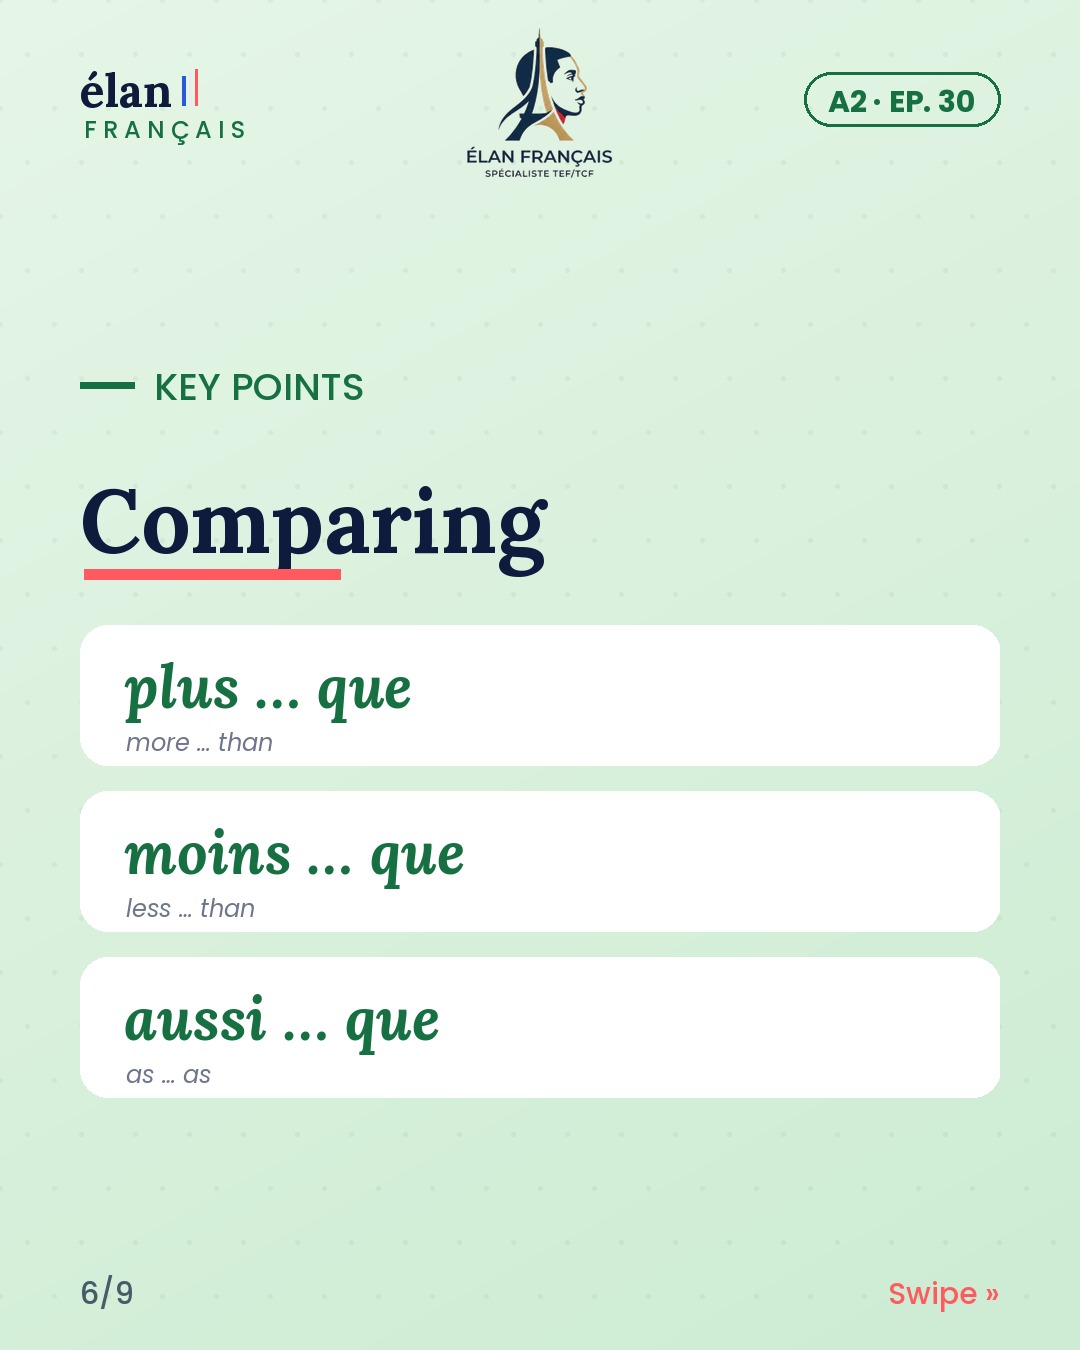 élan
FRANÇAIS
ÉLAN FRANÇAIS
SPÉCIALISTE TEF/TCF
A2 · EP. 30
KEY POINTS
Comparing
plus ... que
more ... than
moins ... que
less ... than
aussi ... que
as ... as
6/9
Swipe »